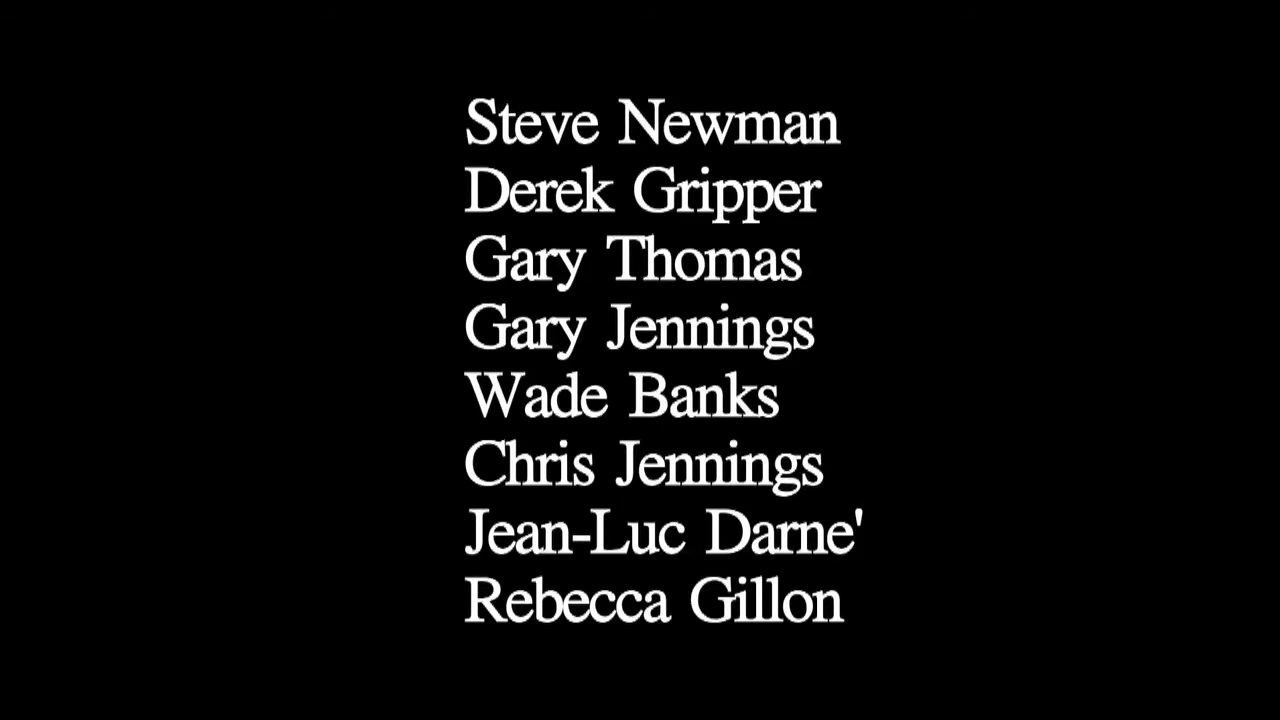 Steve Newman
Derek Gripper
Gary Thomas
Gary Jennings
Wade Banks
Chris Jennings
Jean-Luc Darne'
Rebecca Gillon